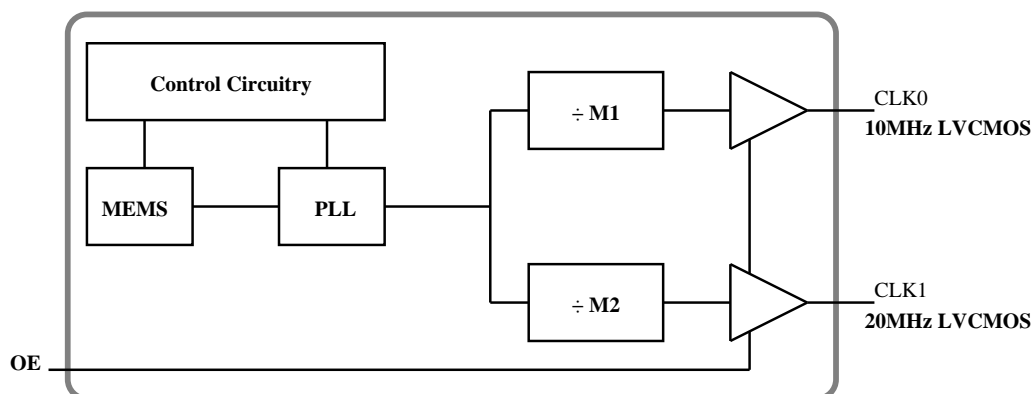 Control Circuitry
MEMS
PLL
÷ M1
÷ M2
CLK0
10MHz LVCMOS
CLK1
20MHz LVCMOS
OE